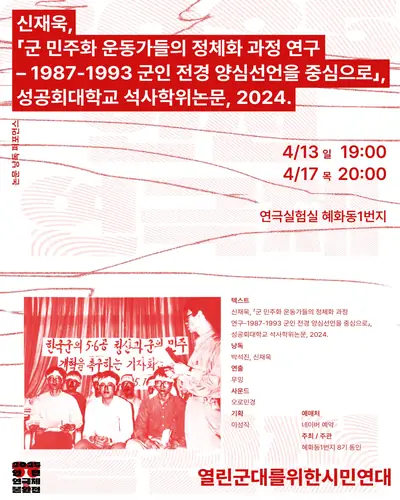 신재욱,
「군 민주화 운동가들의 정체화 과정 연구
– 1987-1993 군인 전경 양심선언을 중심으로」,
성공회대학교 석사학위논문, 2024.
논문 낭독 퍼포먼스
4/13 일 19:00
4/17 목 20:00
연극실험실 혜화동1번지
한국군의 5·6공 청산과 군의 민주
개혁을 촉구하는 기자회
텍스트
신재욱, 「군 민주화 운동가들의 정체화 과정
연구–1987-1993 군인 전경 양심선언을 중심으로」,
성공회대학교 석사학위논문, 2024.
낭독
박석진, 신재욱
연출
우밍
사운드
오로민경
기획
이성직
예매처
네이버 예약
주최 / 주관
혜화동1번지 8기 동인
열린군대를위한시민연대